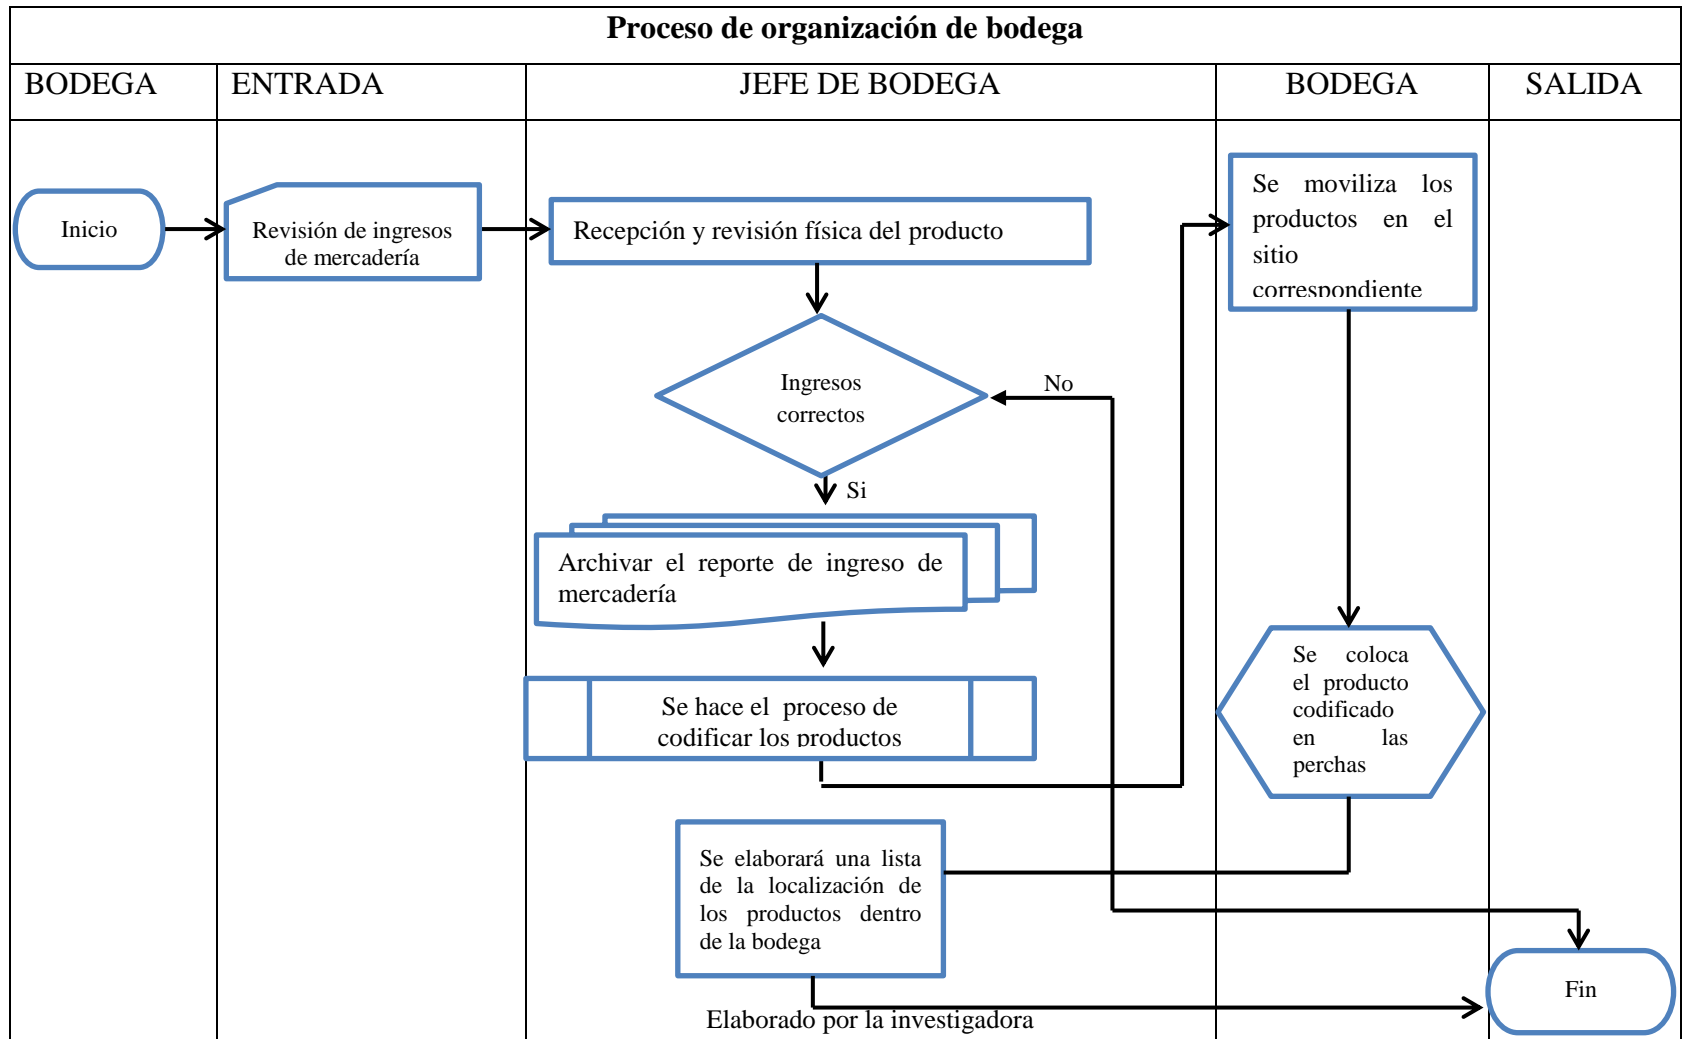 Proceso de organización de bodega
BODEGA
ENTRADA
JEFE DE BODEGA
BODEGA
SALIDA
Inicio
Revisión de ingresos
de mercadería
Recepción y revisión física del producto
Ingresos
correctos
No
Si
Archivar el reporte de ingreso de
mercadería
Se hace el proceso de
codificar los productos
Se moviliza los
productos en el
sitio
correspondiente
Se coloca
el producto
codificado
en las
perchas
Se elaborará una lista
de la localización de
los productos dentro
de la bodega
Fin
Elaborado por la investigadora